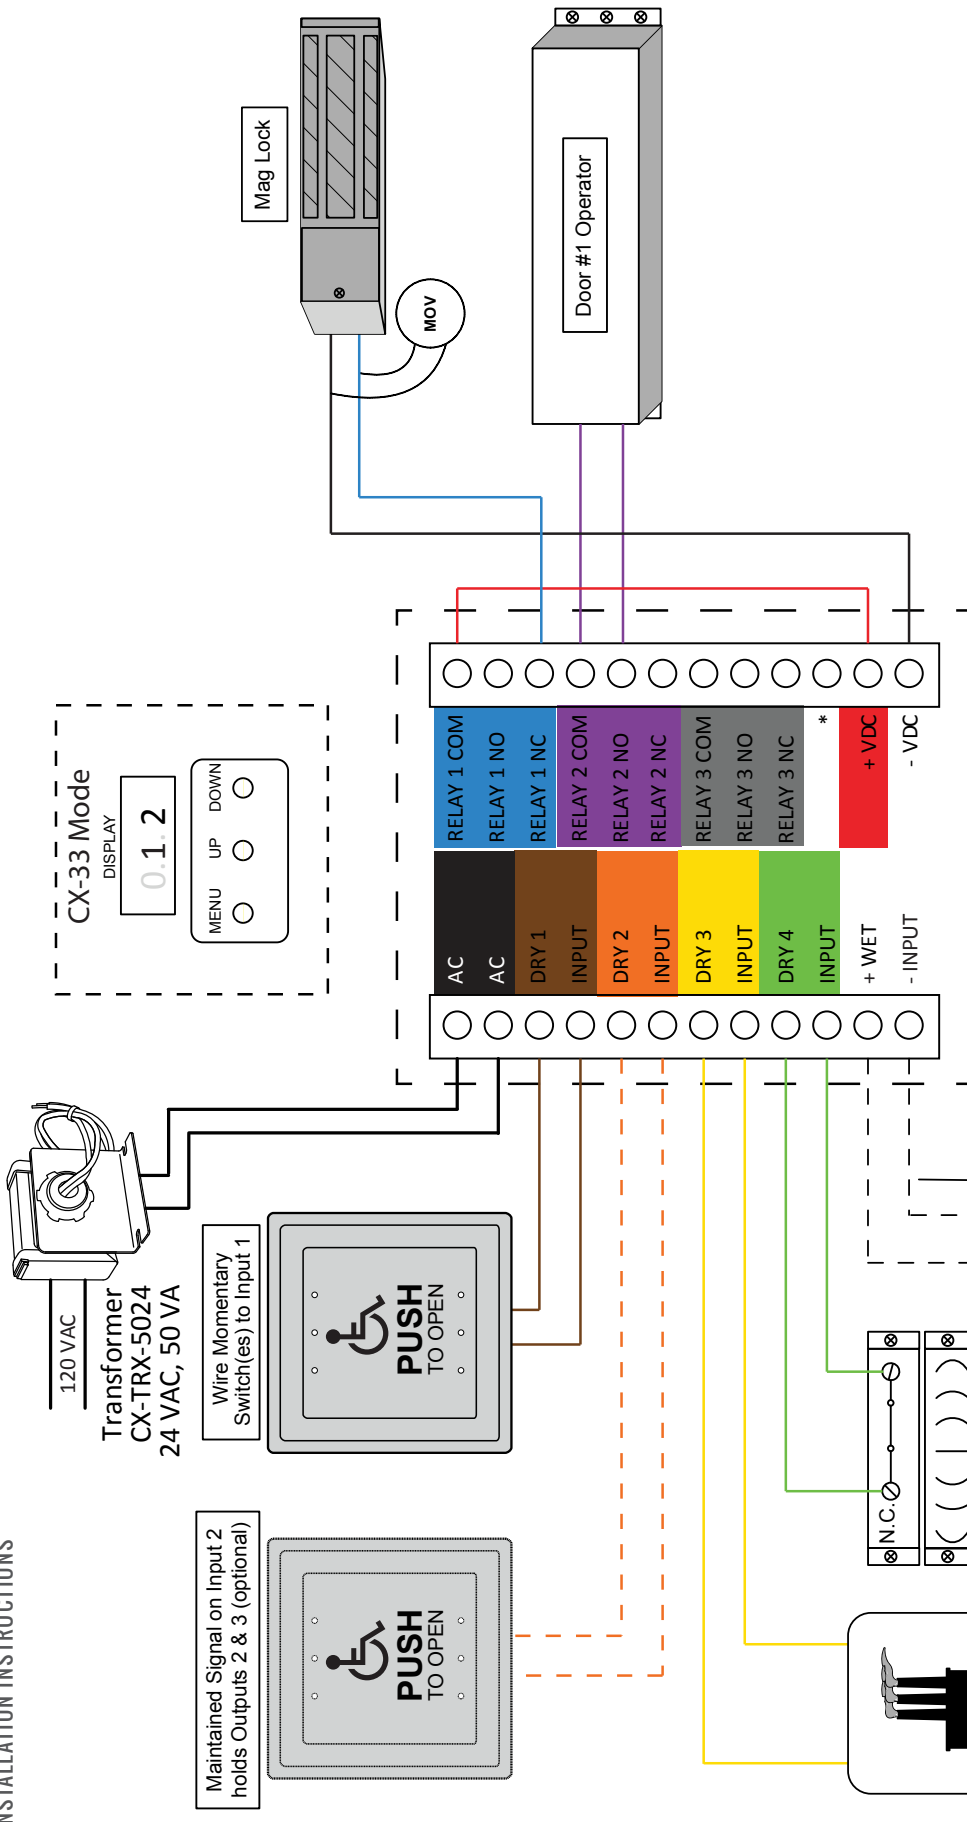 NSTALLATION INSTRUCTIONS
120 VAC
Transformer
CX-TRX-5024
24 VAC, 50 VA
CX-33 Mode
DISPLAY
0.1. 2
MENU
UP
DOWN
Mag Lock
MOV
Door #1 Operator
Wire Momentary
Switch(es) to Input 1
PUSH
TO OPEN
Maintained Signal on Input 2
holds Outputs 2 & 3 (optional)
PUSH
TO OPEN
AC
AC
DRY 1
INPUT
DRY 2
INPUT
DRY 3
INPUT
DRY 4
INPUT
+ WET
- INPUT
RELAY 1 COM
RELAY 1 NO
RELAY 1 NC
RELAY 2 COM
RELAY 2 NO
RELAY 2 NC
RELAY 3 COM
RELAY 3 NO
RELAY 3 NC
*
+ VDC
- VDC
N.C.